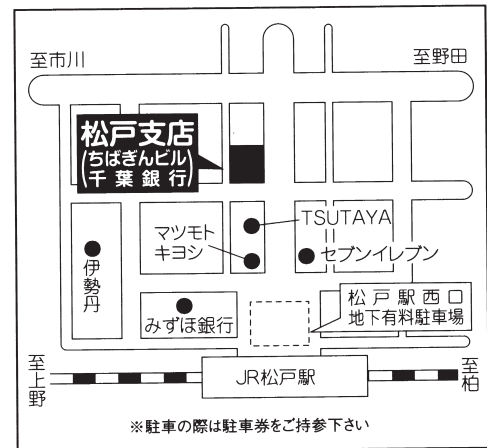 至市川
至野田
松戸支店
(ちばぎんビル)
(千葉銀行)
TSUTAYA
マツモト
キヨシ
セブンイレブン
伊勢丹
松戸駅西口
地下有料駐車場
みずほ銀行
至上野
JR松戸駅
至柏
※駐車の際は駐車券をご持参下さい